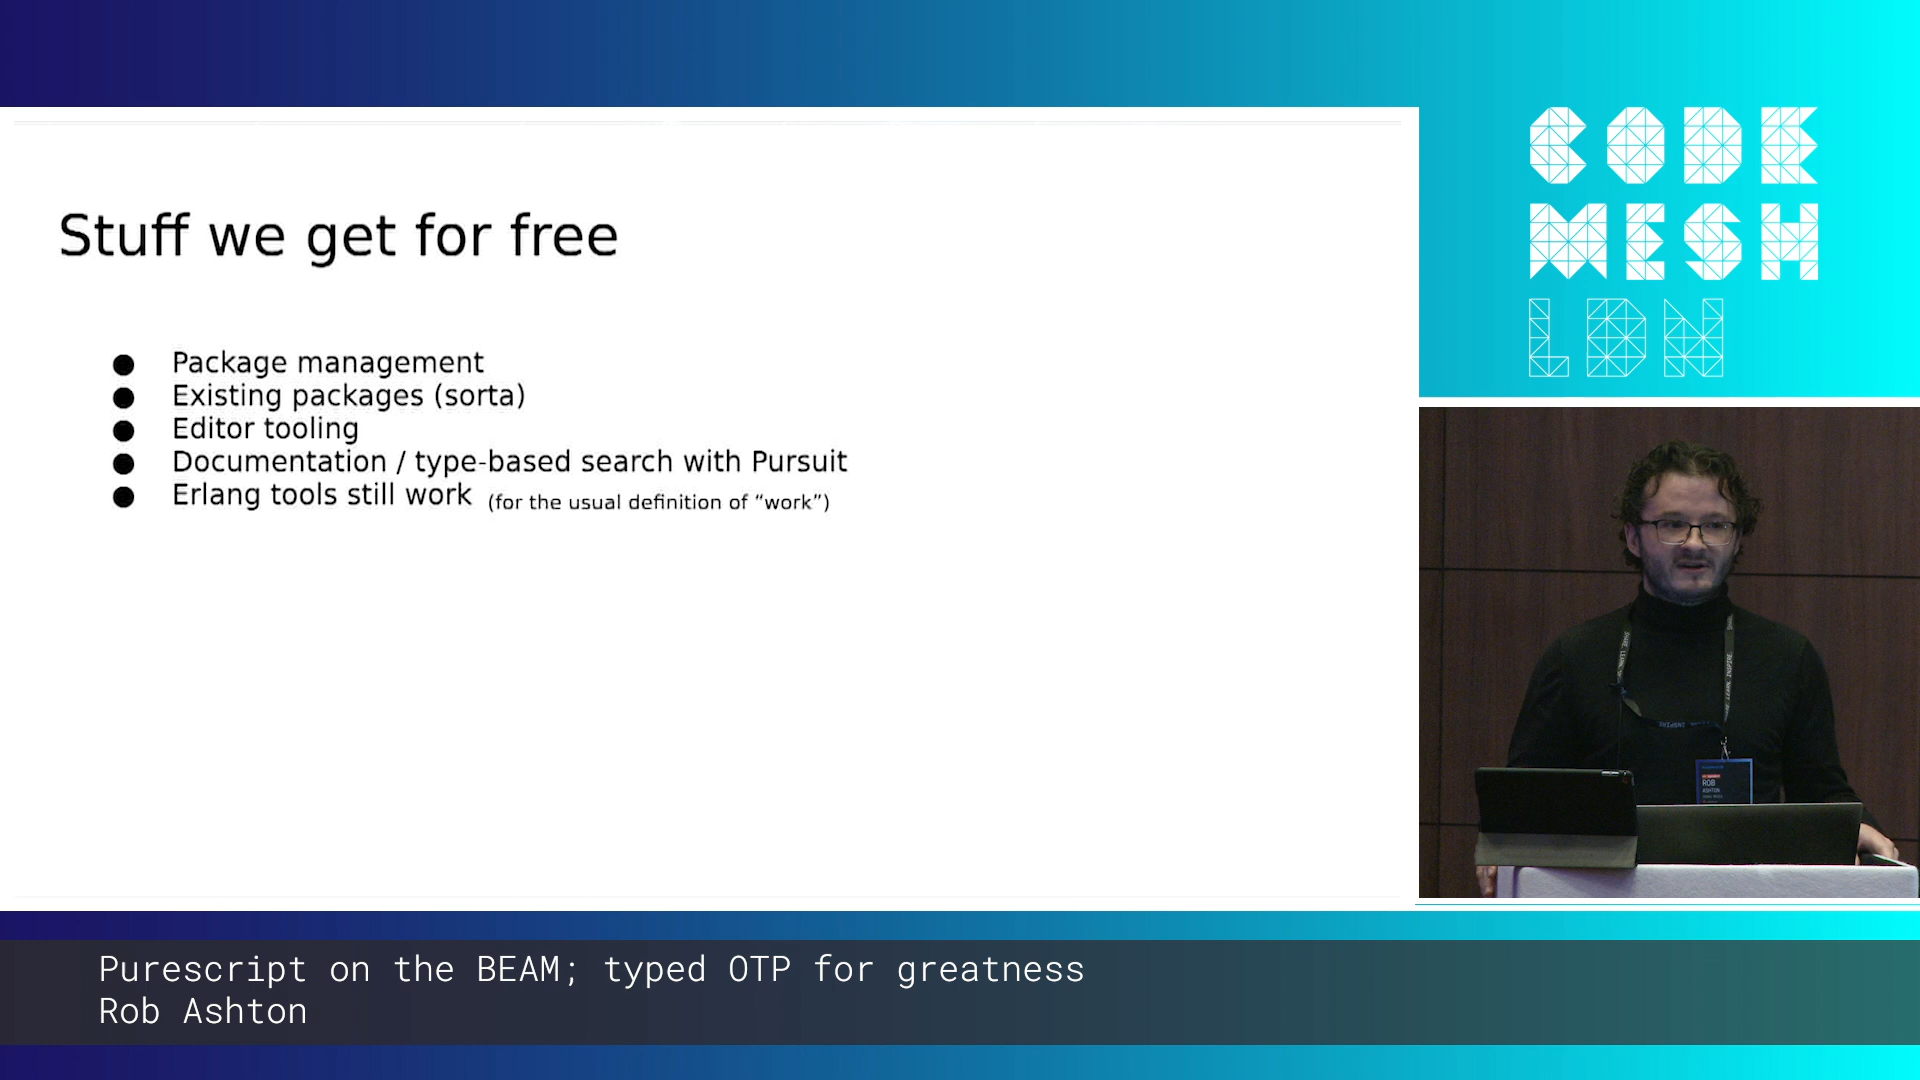 CODE
MESH
LDN
Stuff we get for free
● Package management
● Existing packages (sorta)
● Editor tooling
● Documentation / type-based search with Pursuit
● Erlang tools still work (for the usual definition of “work”)
ROB
ASHTON
Purescript on the BEAM; typed OTP for greatness
Rob Ashton